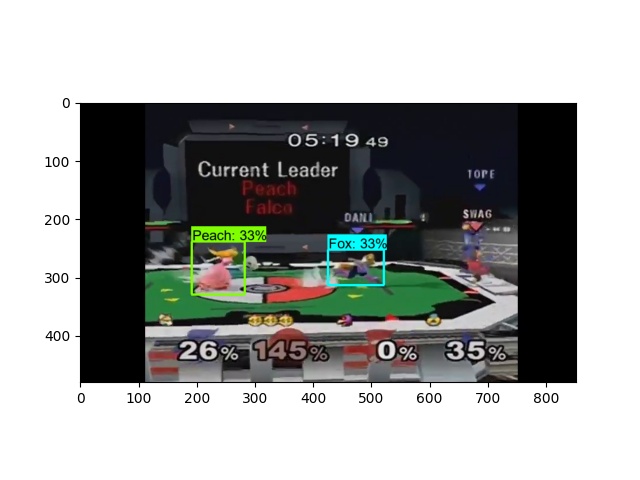 0
100
200
300
400
05:19 49
Current Leader
Peach
Falco
TOPE
DANI
SWAG
Peach: 33%
Fox: 33%
26%
145%
0%
35%
0
100
200
300
400
500
600
700
800